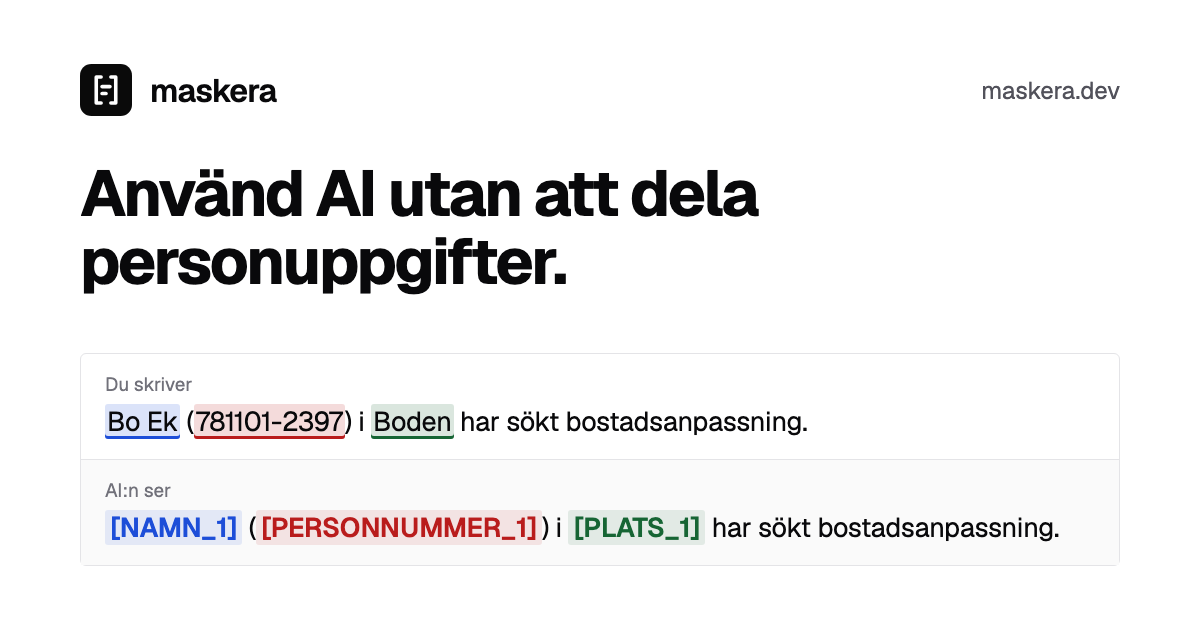 maskera
maskera.dev
Använd AI utan att dela
personuppgifter.
Du skriver
Bo Ek (781101-2397) i Boden har sökt bostadsanpassning.
AI:n ser
[NAMN_1] ([PERSONNUMMER_1]) i [PLATS_1] har sökt bostadsanpassning.